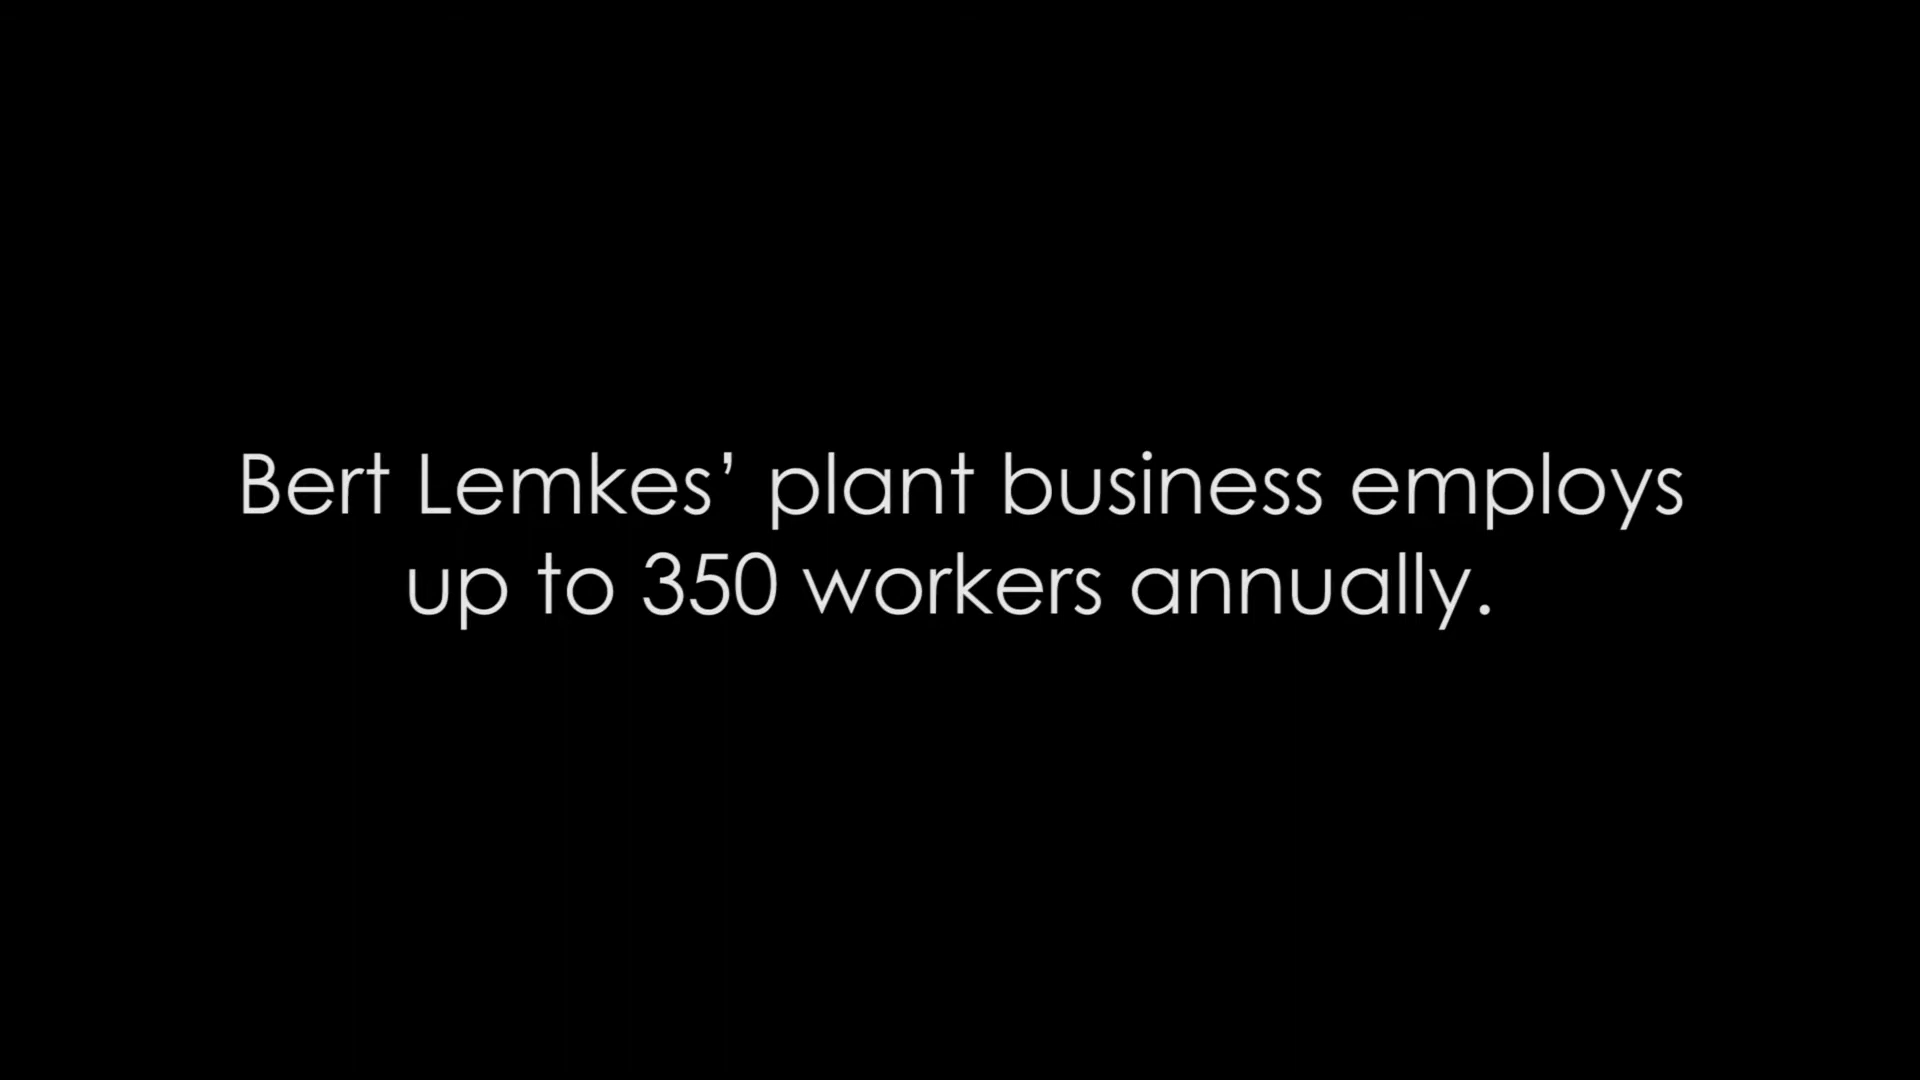 Bert Lemkes’ plant business employs
up to 350 workers annually.